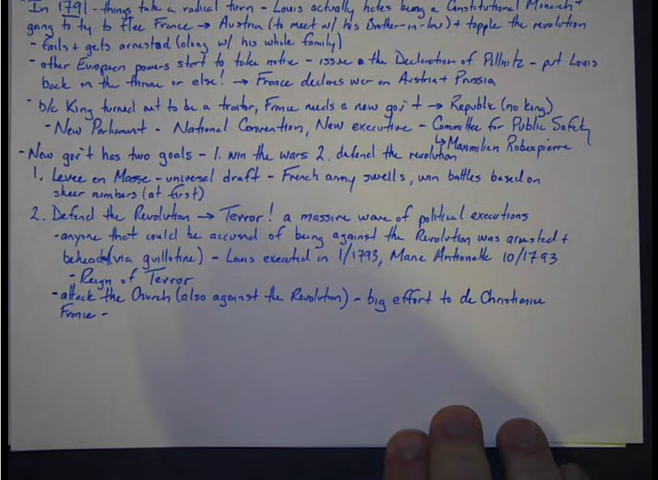 - In 1791 - things take a radical turn - Louis actually hates being a Constitutional Monarch +
going to try to flee France → Austria (to meet w/ his Brother-in-law) + topple the revolution
- fails + gets arrested (along w/ his whole family)
- other European powers start to take notice - issue the Declaration of Pillnitz - put Louis
back on the throne or else! → France declares war on Austria + Prussia
- b/c King turned out to be a traitor, France needs a new gov't → Republic (no king)
- New Parliament - National Convention, New executive - Committee for Public Safety
↳ Maximilien Robespierre
- New gov't has two goals - 1. win the wars 2. defend the revolution
1. Levee en Masse - universal draft - French army swells, win battles based on
sheer numbers (at first)
2. Defend the Revolution → Terror! a massive wave of political executions
- anyone that could be accused of being against the Revolution was arrested +
beheaded (via guillotine) - Louis executed in 1/1793, Marie Antionette 10/1793
- Reign of Terror
- attack the Church (also against the Revolution) - big effort to de Christianize
France -